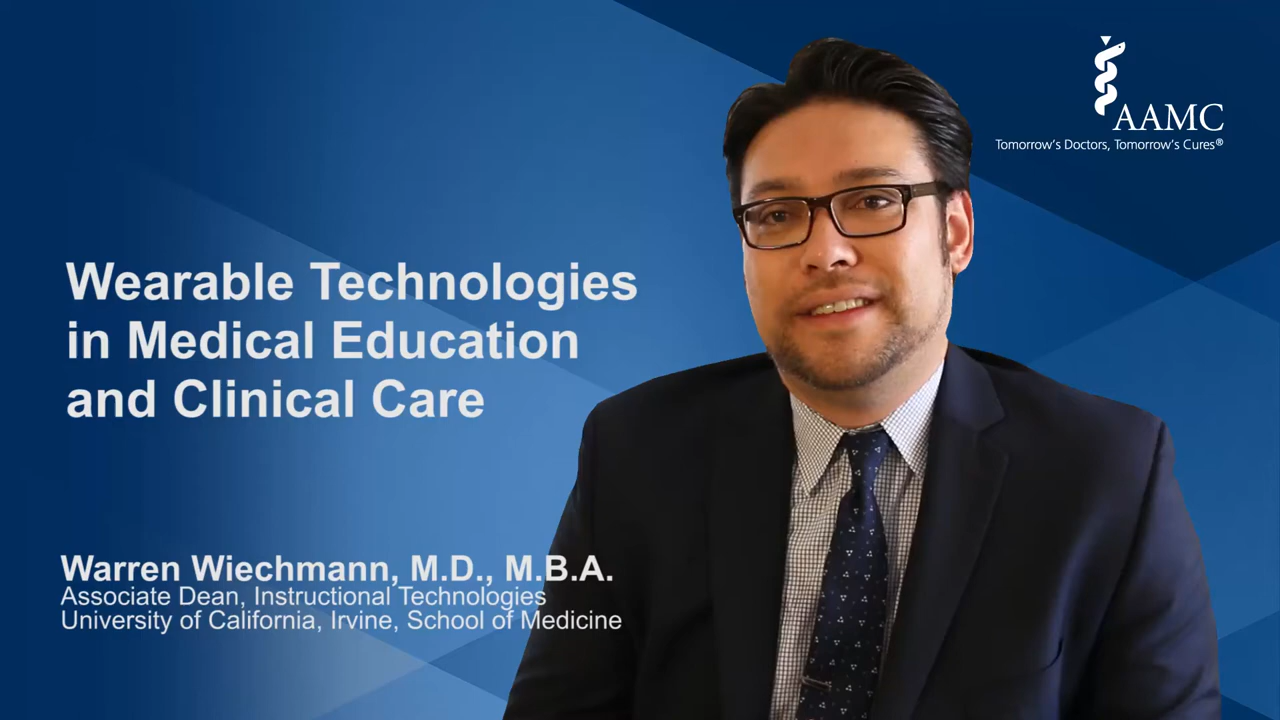 AAMC
Tomorrow's Doctors, Tomorrow's Cures®
Wearable Technologies
in Medical Education
and Clinical Care
Warren Wiechmann, M.D., M.B.A.
Associate Dean, Instructional Technologies
University of California, Irvine, School of Medicine